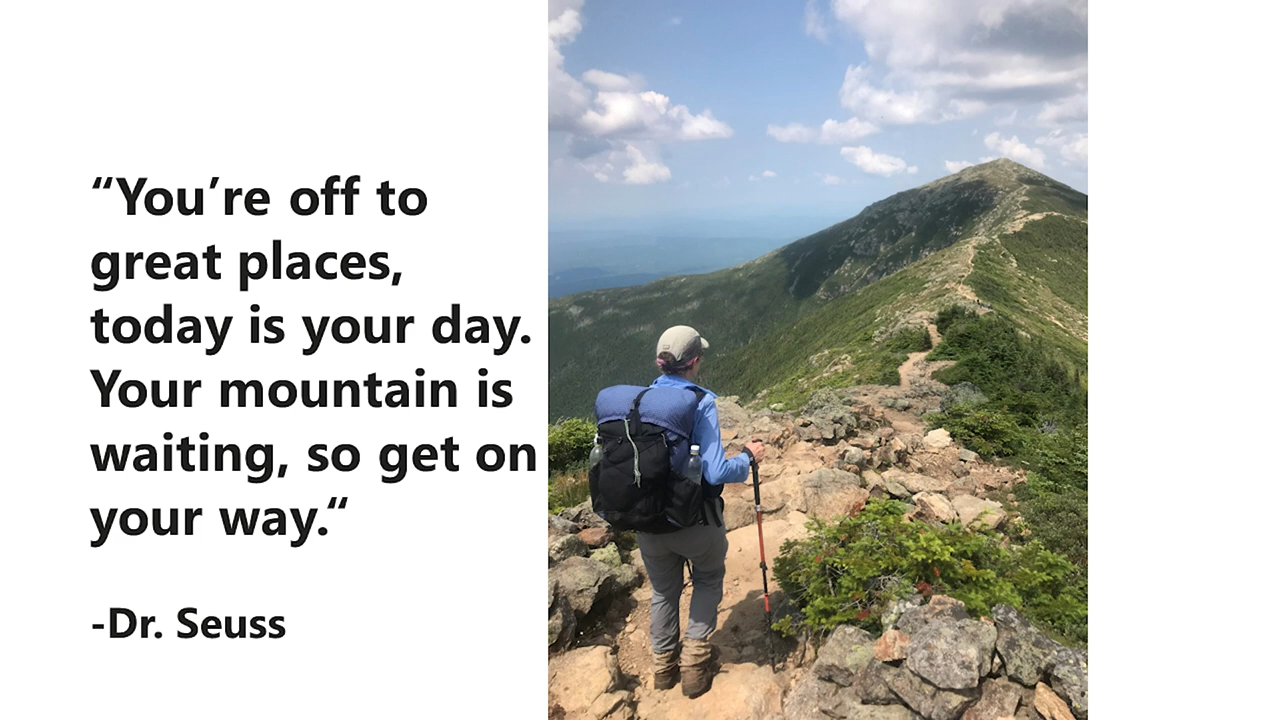 “You’re off to
great places,
today is your day.
Your mountain is
waiting, so get on
your way.“
-Dr. Seuss